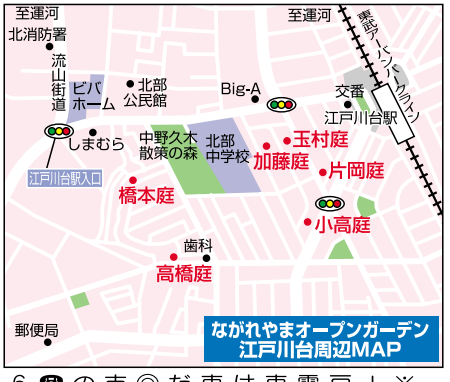 至運河
至運河
北消防署
東武アーバンパークライン
流山街道
ビバ
ホーム
北部
公民館
Big-A
交番
江戸川台駅
しまむら
中野久木
散策の森
北部
中学校
玉村庭
加藤庭
片岡庭
江戸川台駅入口
橋本庭
小高庭
歯科
高橋庭
郵便局
ながれやまオープンガーデン
江戸川台周辺MAP